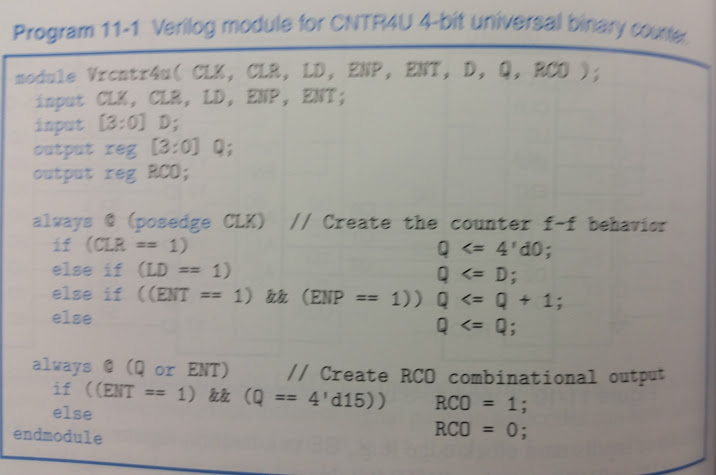 Program 11-1 Verilog module for CNTR4U 4-bit universal binary counter.
module Vrcntr4u( CLK, CLR, LD, ENP, ENT, D, Q, RCO );
input CLK, CLR, LD, ENP, ENT;
input [3:0] D;
output reg [3:0] Q;
output reg RCO;
always @ (posedge CLK) // Create the counter f-f behavior
if (CLR == 1) Q <= 4'd0;
else if (LD == 1) Q <= D;
else if ((ENT == 1) && (ENP == 1)) Q <= Q + 1;
else Q <= Q;
always @ (Q or ENT) // Create RCO combinational output
if ((ENT == 1) && (Q == 4'd15)) RCO = 1;
else RCO = 0;
endmodule